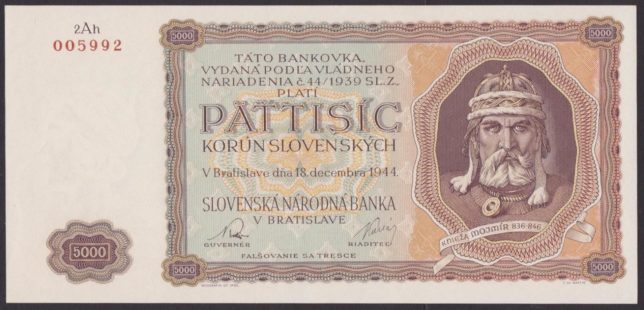 2Ah
005992
5000
5000
TÁTO BANKOVKA,
VYDANÁ PODĽA VLÁDNEHO
NARIADENIA č. 44/1939 SL. Z.,
PLATÍ
PÄŤTISÍC
KORÚN SLOVENSKÝCH
V Bratislave dňa 18. decembra 1944.
SLOVENSKÁ NÁRODNÁ BANKA
V BRATISLAVE
GUVERNÉR
RIADITEĽ
FALŠOVANIE SA TRESCE
KNIEŽA MOJMÍR 836-846
5000
5000
5000